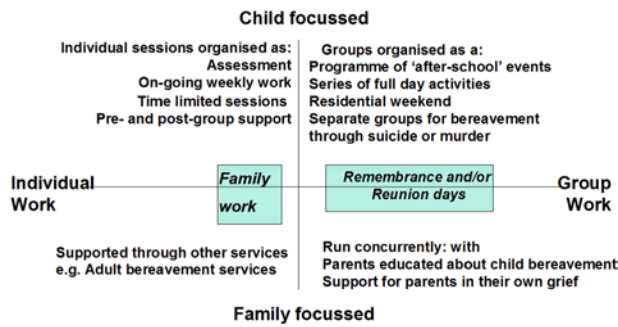 Child focussed
Individual sessions organised as:
Assessment
On-going weekly work
Time limited sessions
Pre- and post-group support
Groups organised as a:
Programme of ‘after-school’ events
Series of full day activities
Residential weekend
Separate groups for bereavement
through suicide or murder
Individual
Work
Family
work
Remembrance and/or
Reunion days
Group
Work
Supported through other services
e.g. Adult bereavement services
Run concurrently: with
Parents educated about child bereavement
Support for parents in their own grief
Family focussed